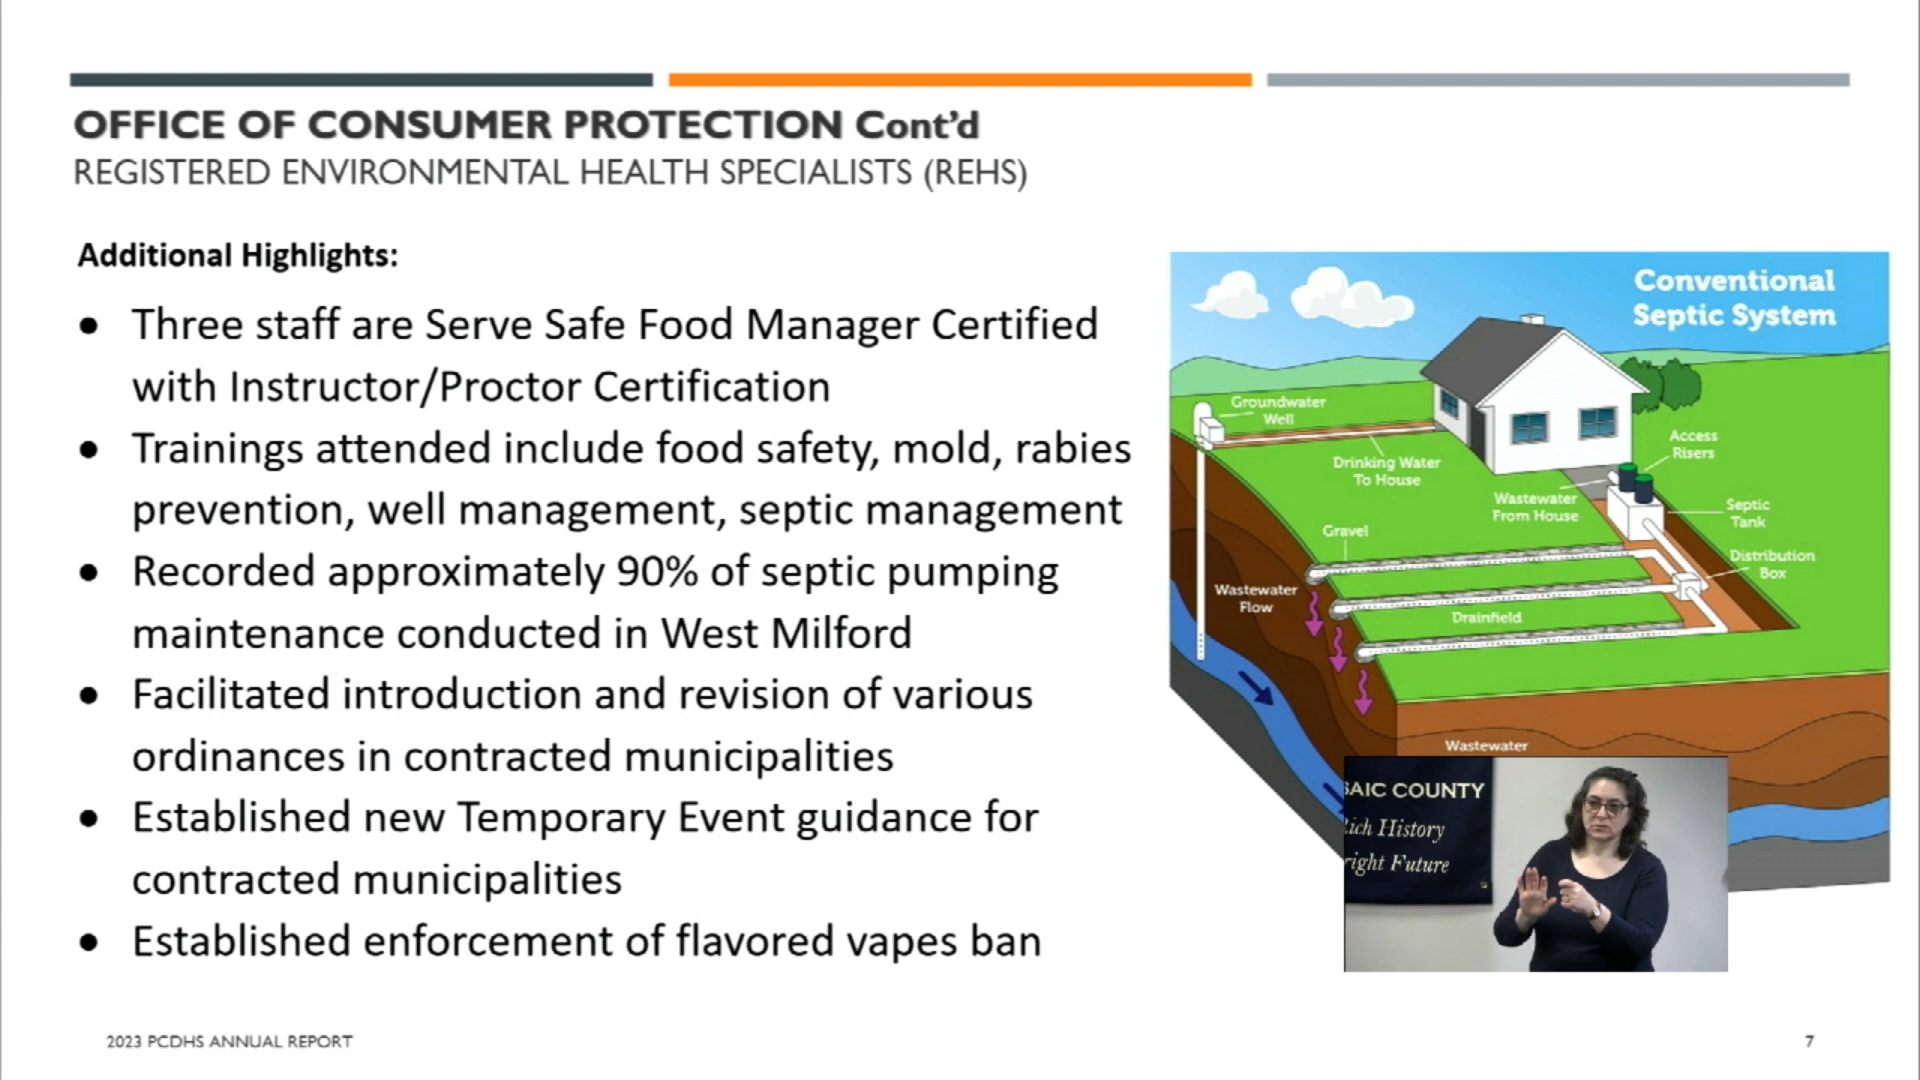 OFFICE OF CONSUMER PROTECTION Cont'd
REGISTERED ENVIRONMENTAL HEALTH SPECIALISTS (REHS)
Additional Highlights:
• Three staff are Serve Safe Food Manager Certified
with Instructor/Proctor Certification
• Trainings attended include food safety, mold, rabies
prevention, well management, septic management
• Recorded approximately 90% of septic pumping
maintenance conducted in West Milford
• Facilitated introduction and revision of various
ordinances in contracted municipalities
• Established new Temporary Event guidance for
contracted municipalities
• Established enforcement of flavored vapes ban
Conventional
Septic System
Groundwater
Well
Drinking Water
To House
Access
Risers
Wastewater
From House
Septic
Tank
Gravel
Distribution
Box
Wastewater
Flow
Drainfield
Wastewater
SAIC COUNTY
Rich History
right Future
2023 PCDHS ANNUAL REPORT
7